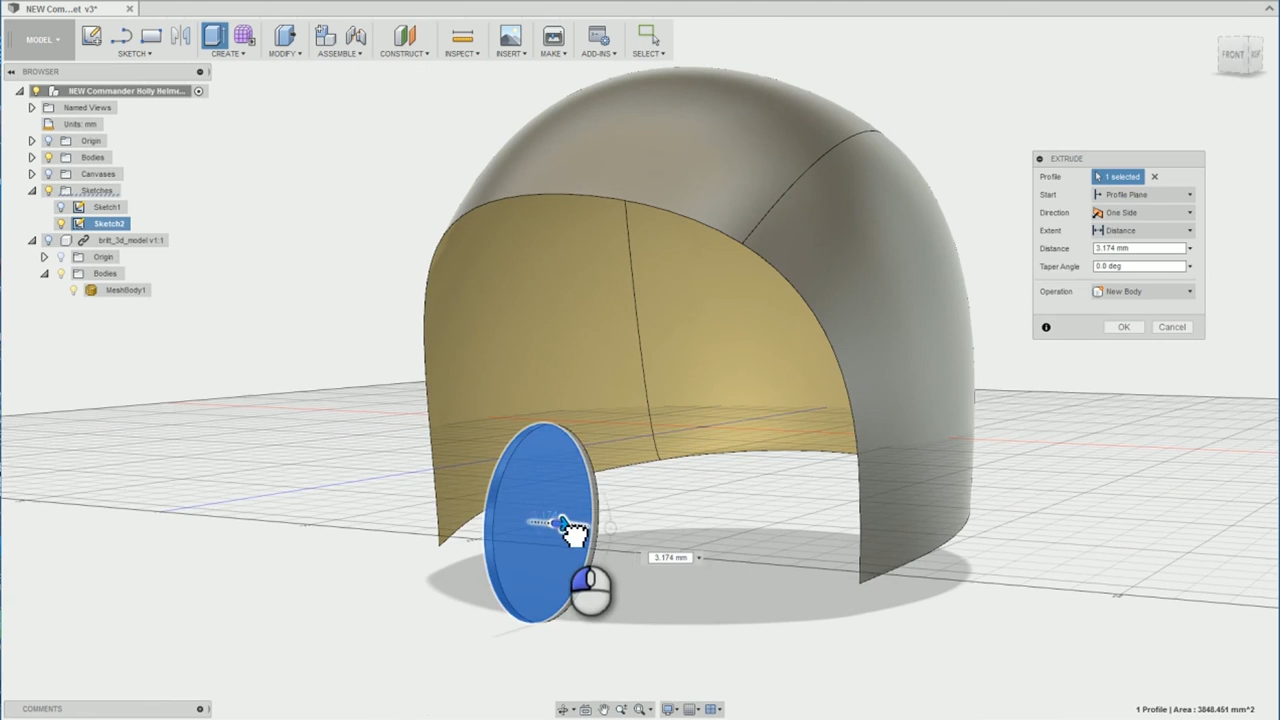 NEW Com...et v3*
MODEL
SKETCH
CREATE
MODIFY
ASSEMBLE
CONSTRUCT
INSPECT
INSERT
MAKE
ADD-INS
SELECT
FRONT
BROWSER
NEW Commander Holly Helme...
Named Views
Units: mm
Origin
Bodies
Canvases
Sketches
Sketch1
Sketch2
britt_3d_model v1:1
Origin
Bodies
MeshBody1
EXTRUDE
Profile 1 selected
Start Profile Plane
Direction One Side
Extent Distance
Distance 3.174 mm
Taper Angle 0.0 deg
Operation New Body
OK Cancel
3.174 mm
COMMENTS
1 Profile | Area : 3848.451 mm^2